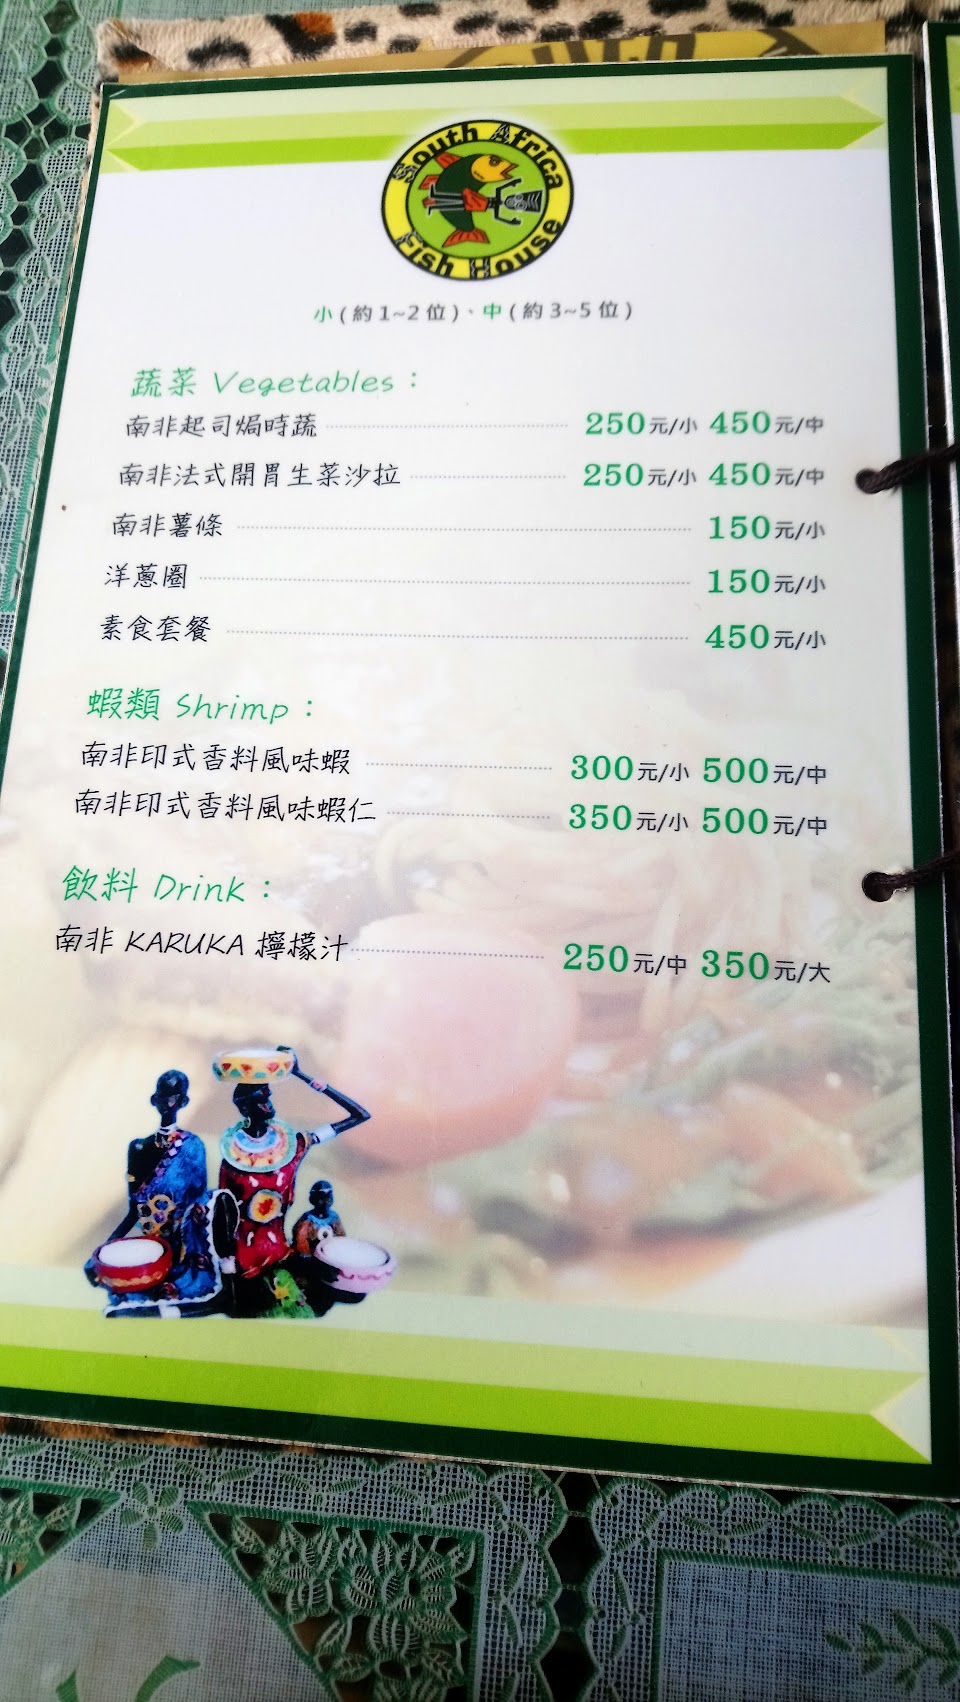 South Africa
Fish House
小 ( 約 1~2 位 )、中 ( 約 3~5 位 )
蔬菜 Vegetables：
南非起司焗時蔬 250元/小 450元/中
南非法式開胃生菜沙拉 250元/小 450元/中
南非薯條 150元/小
洋蔥圈 150元/小
素食套餐 450元/小
蝦類 Shrimp：
南非印式香料風味蝦 300元/小 500元/中
南非印式香料風味蝦仁 350元/小 500元/中
飲料 Drink：
南非 KARUKA 檸檬汁 250元/中 350元/大